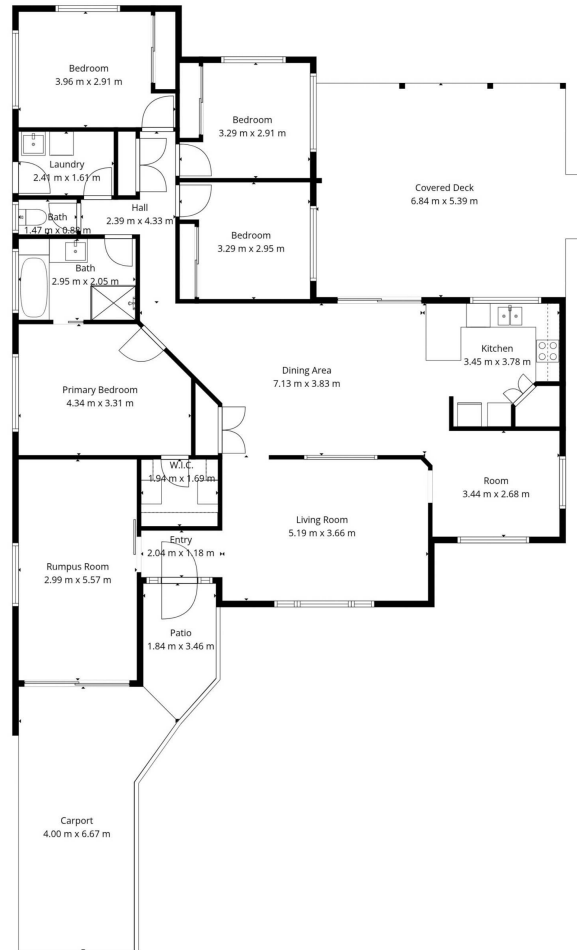 Bedroom
3.96 m x 2.91 m
Bedroom
3.29 m x 2.91 m
Laundry
2.41 m x 1.61 m
Covered Deck
6.84 m x 5.39 m
Hall
2.39 m x 4.33 m
Bath
1.47 m x 0.88 m
Bedroom
3.29 m x 2.95 m
Bath
2.95 m x 2.05 m
Kitchen
3.45 m x 3.78 m
Dining Area
7.13 m x 3.83 m
Primary Bedroom
4.34 m x 3.31 m
W.I.C.
1.94 m x 1.69 m
Room
3.44 m x 2.68 m
Living Room
5.19 m x 3.66 m
Entry
2.04 m x 1.18 m
Rumpus Room
2.99 m x 5.57 m
Patio
1.84 m x 3.46 m
Carport
4.00 m x 6.67 m